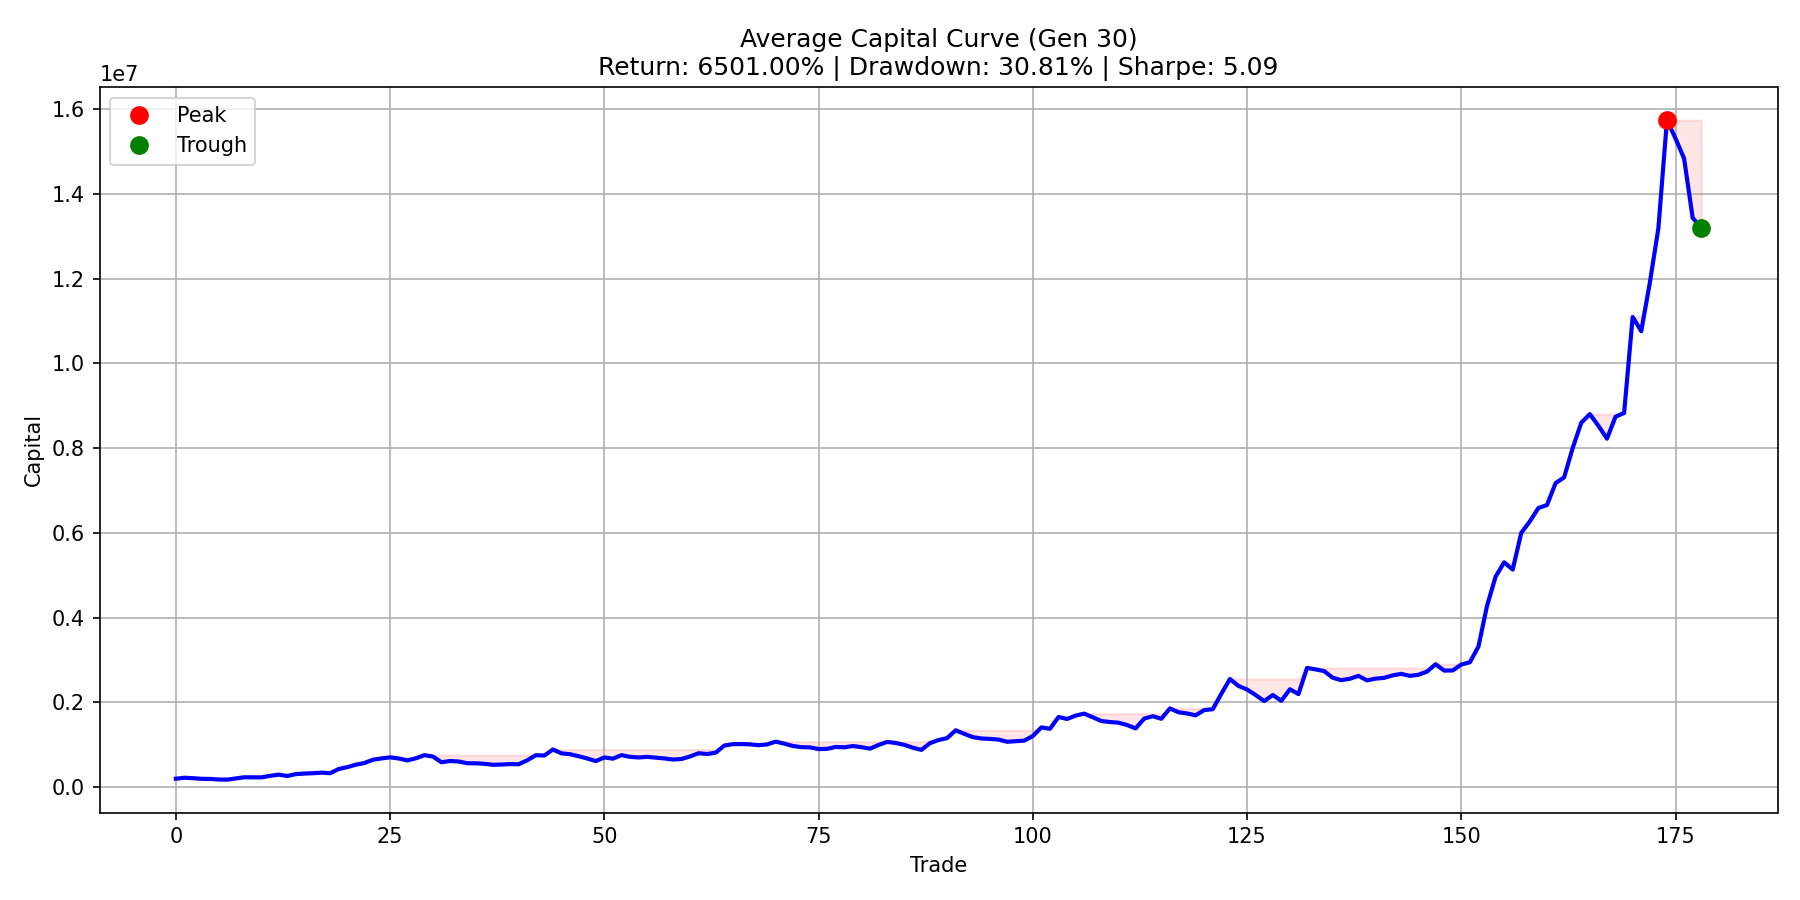 Average Capital Curve (Gen 30)
Return: 6501.00% | Drawdown: 30.81% | Sharpe: 5.09
1e7
Peak
Trough
1.6
1.4
1.2
1.0
0.8
0.6
0.4
0.2
0.0
Capital
0 25 50 75 100 125 150 175
Trade